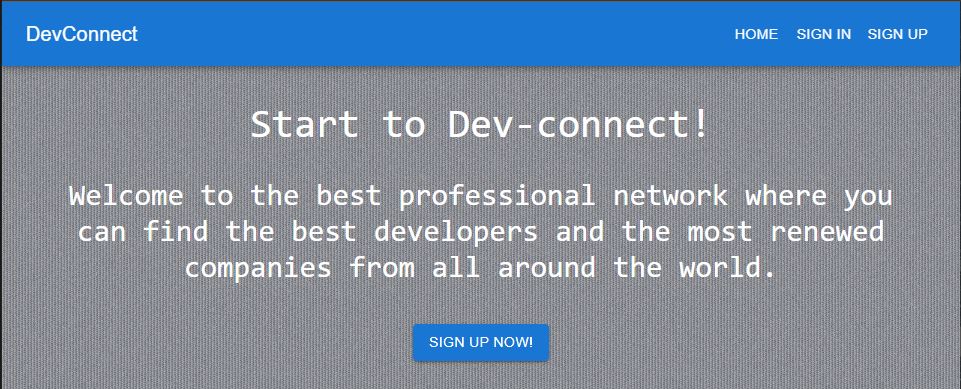 DevConnect
HOME SIGN IN SIGN UP
Start to Dev-connect!
Welcome to the best professional network where you
can find the best developers and the most renewed
companies from all around the world.
SIGN UP NOW!